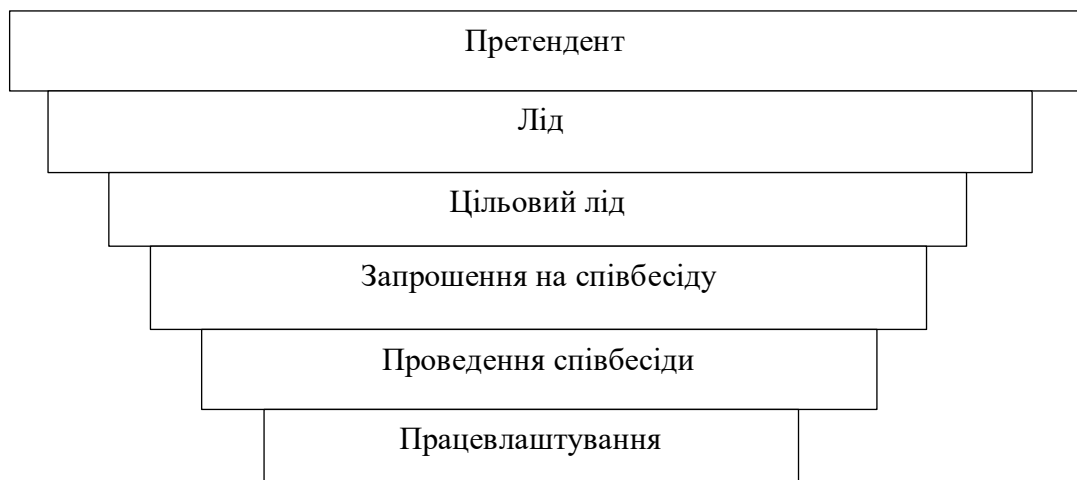 Претендент
Лід
Цільовий лід
Запрошення на співбесіду
Проведення співбесіди
Працевлаштування